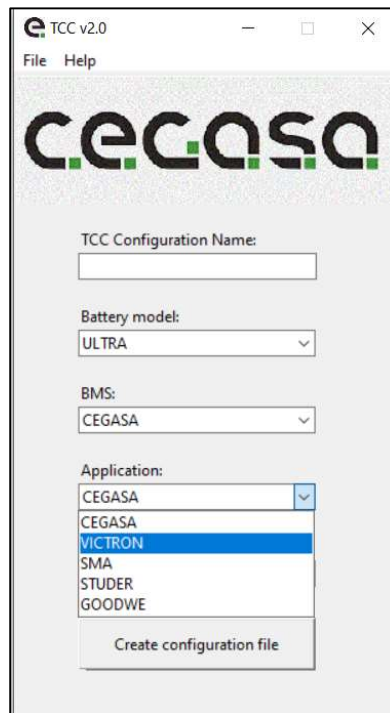 TCC v2.0
File Help
cegasa
TCC Configuration Name:
Battery model:
ULTRA
BMS:
CEGASA
Application:
CEGASA
CEGASA
VICTRON
SMA
STUDER
GOODWE
Create configuration file